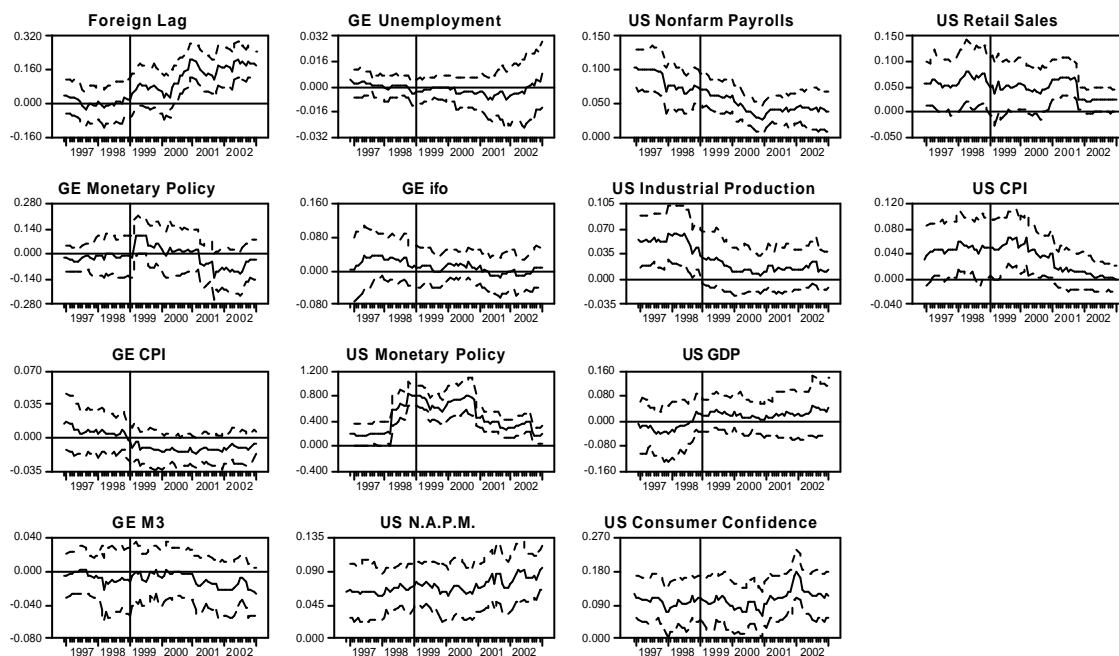 Foreign Lag
0.320
0.160
0.000
-0.160
1997 1998 1999 2000 2001 2002
GE Unemployment
0.032
0.016
0.000
-0.016
-0.032
1997 1998 1999 2000 2001 2002
US Nonfarm Payrolls
0.150
0.100
0.050
0.000
1997 1998 1999 2000 2001 2002
US Retail Sales
0.150
0.100
0.050
0.000
-0.050
1997 1998 1999 2000 2001 2002
GE Monetary Policy
0.280
0.140
0.000
-0.140
-0.280
1997 1998 1999 2000 2001 2002
GE ifo
0.160
0.080
0.000
-0.080
1997 1998 1999 2000 2001 2002
US Industrial Production
0.105
0.070
0.035
0.000
-0.035
1997 1998 1999 2000 2001 2002
US CPI
0.120
0.080
0.040
0.000
-0.040
1997 1998 1999 2000 2001 2002
GE CPI
0.070
0.035
0.000
-0.035
1997 1998 1999 2000 2001 2002
US Monetary Policy
1.200
0.800
0.400
0.000
-0.400
1997 1998 1999 2000 2001 2002
US GDP
0.160
0.080
0.000
-0.080
-0.160
1997 1998 1999 2000 2001 2002
GE M3
0.040
0.000
-0.040
-0.080
1997 1998 1999 2000 2001 2002
US N.A.P.M.
0.135
0.090
0.045
0.000
1997 1998 1999 2000 2001 2002
US Consumer Confidence
0.270
0.180
0.090
0.000
1997 1998 1999 2000 2001 2002